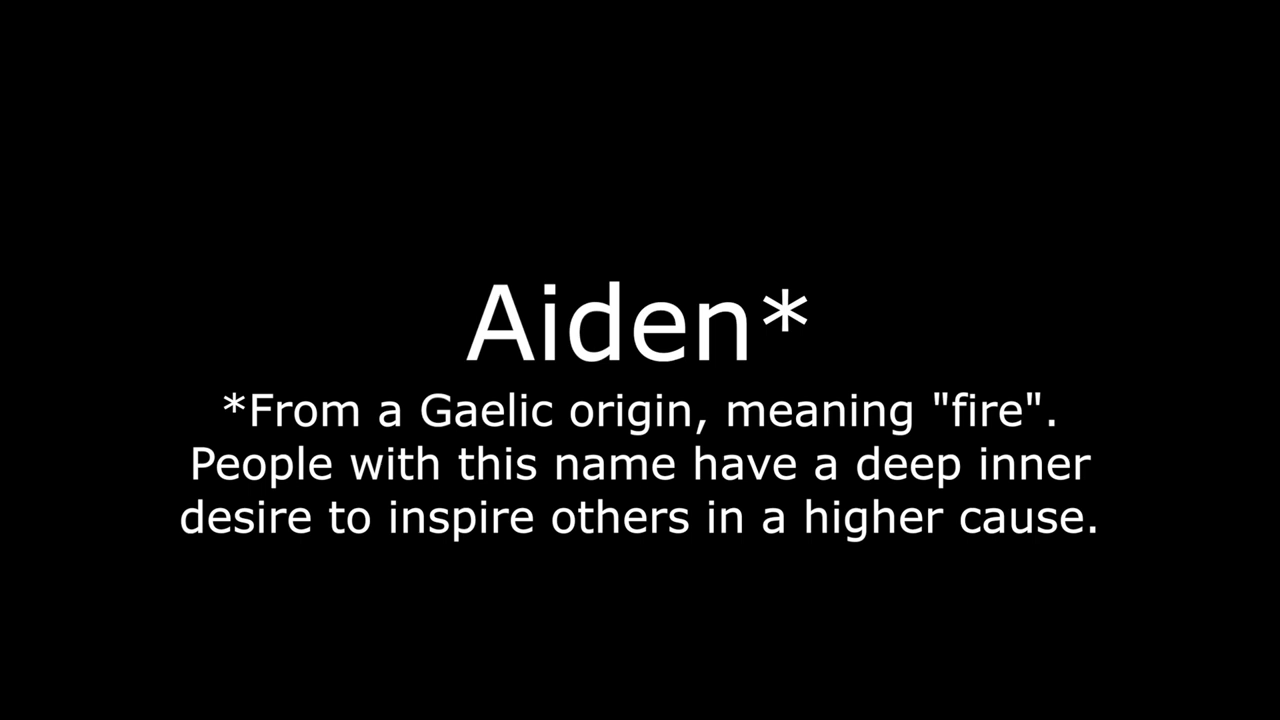 Aiden*
*From a Gaelic origin, meaning "fire".
People with this name have a deep inner
desire to inspire others in a higher cause.